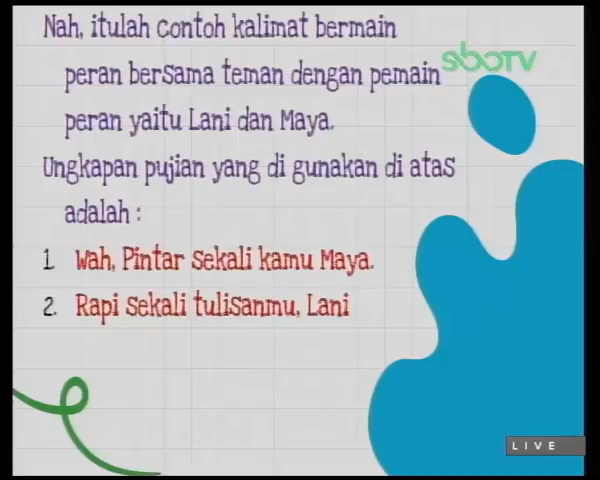 Nah, itulah contoh kalimat bermain
peran bersama teman dengan pemain
sboTV
peran yaitu Lani dan Maya.
Ungkapan pujian yang di gunakan di atas
adalah :
1. Wah, Pintar sekali kamu Maya.
2. Rapi sekali tulisanmu, Lani
LIVE